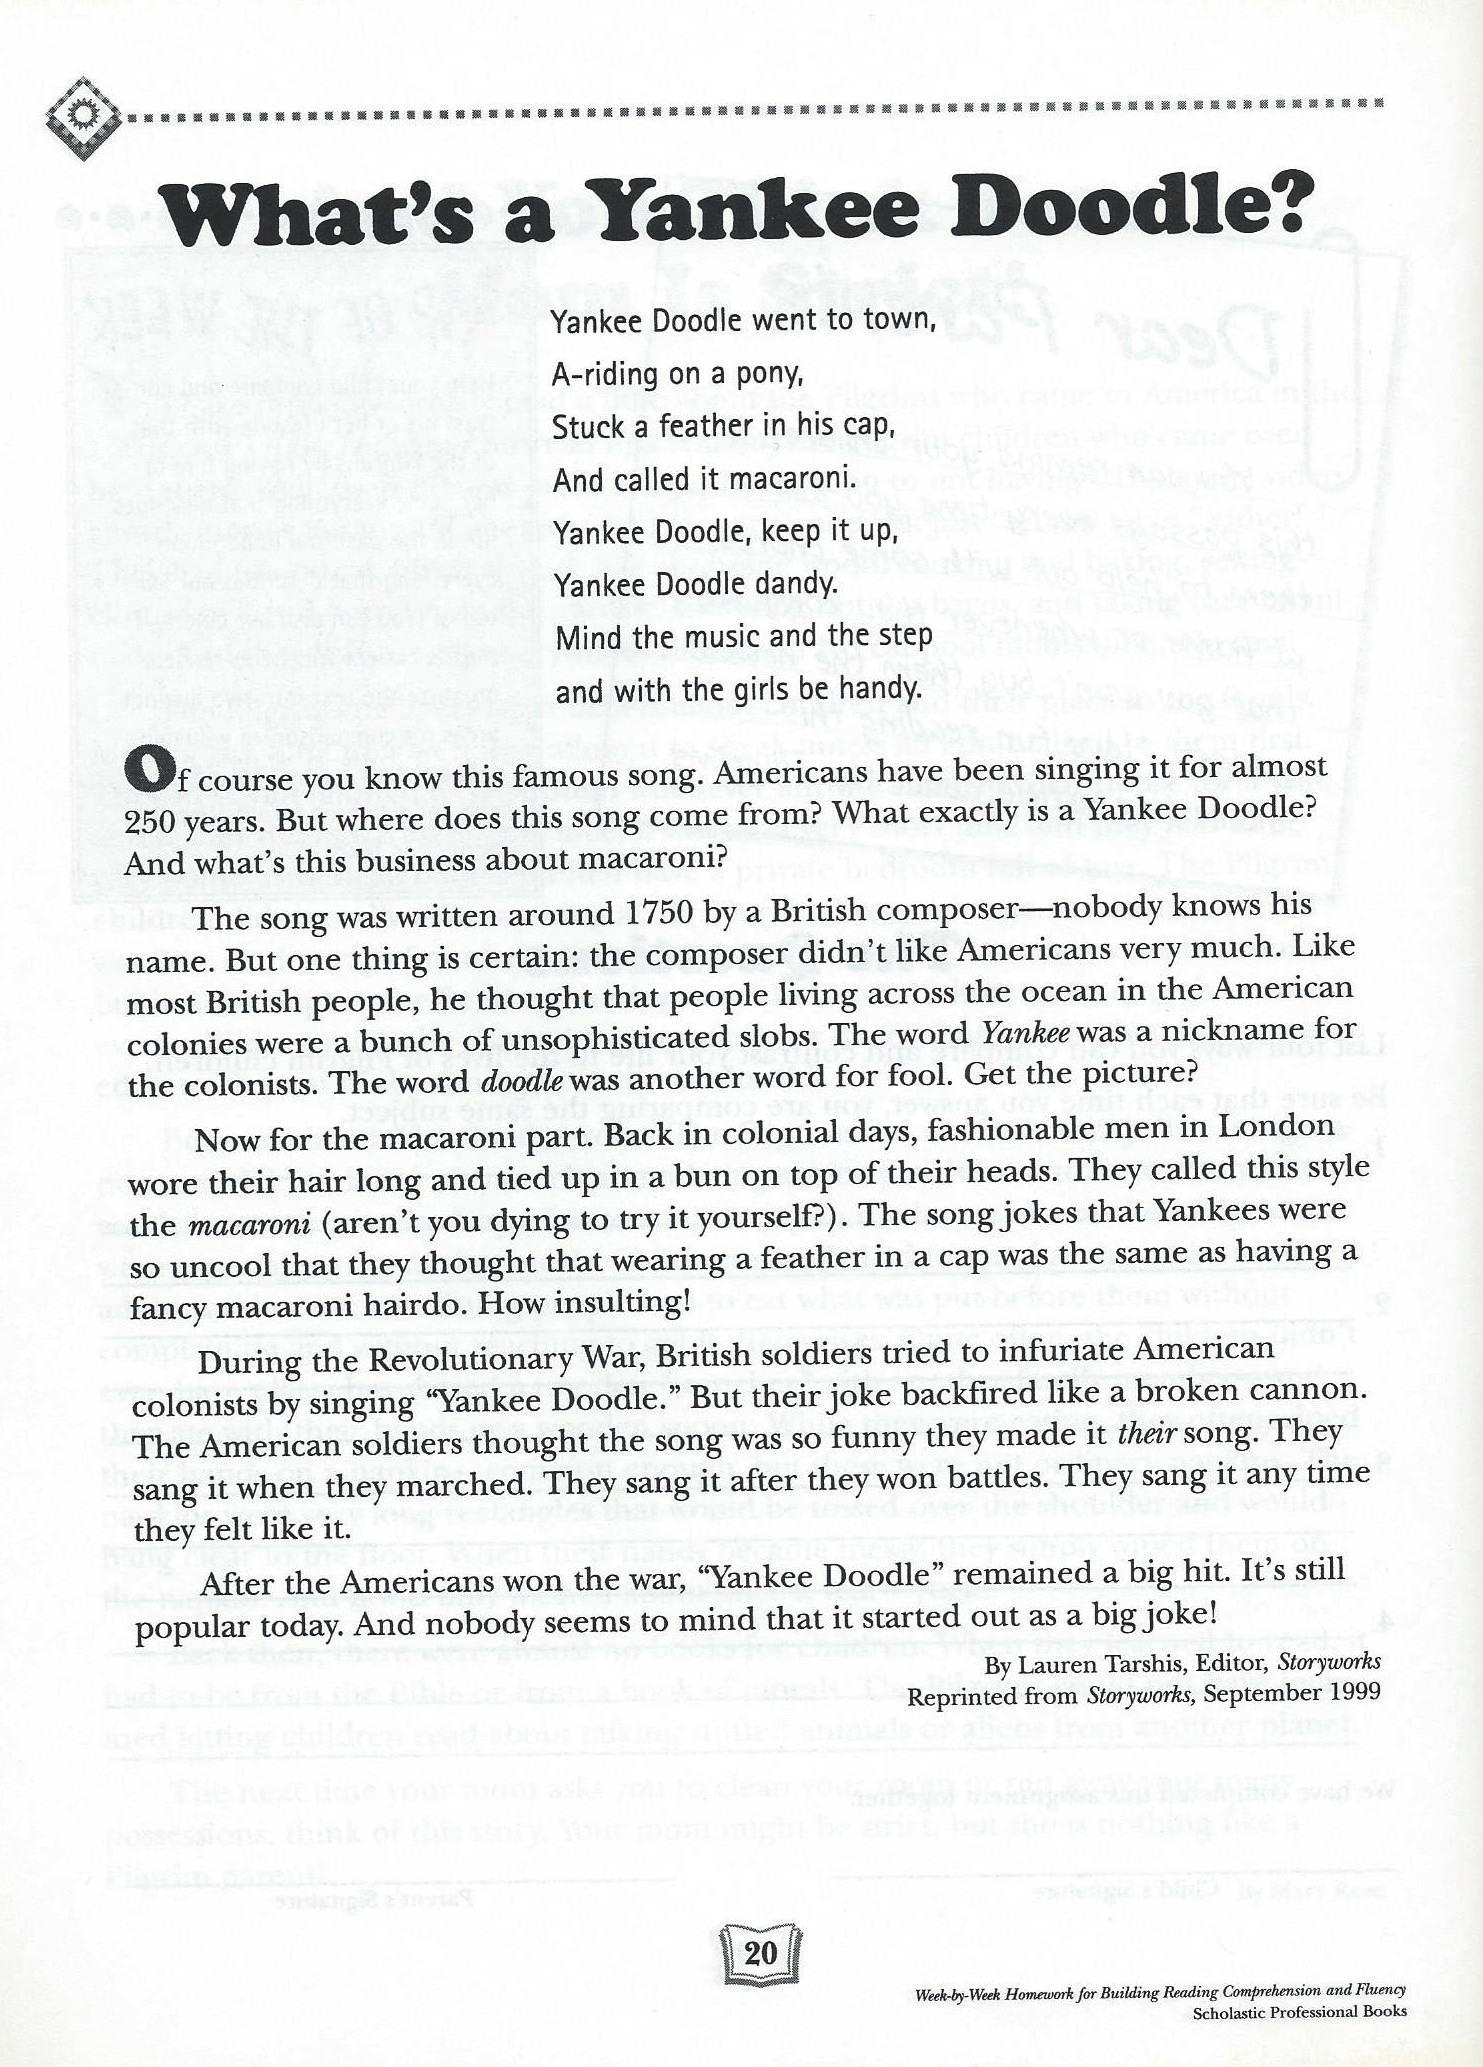 What's a Yankee Doodle?
Yankee Doodle went to town,
A-riding on a pony,
Stuck a feather in his cap,
And called it macaroni.
Yankee Doodle, keep it up,
Yankee Doodle dandy.
Mind the music and the step
and with the girls be handy.
Of course you know this famous song. Americans have been singing it for almost
250 years. But where does this song come from? What exactly is a Yankee Doodle?
And what's this business about macaroni?
The song was written around 1750 by a British composer—nobody knows his
name. But one thing is certain: the composer didn't like Americans very much. Like
most British people, he thought that people living across the ocean in the American
colonies were a bunch of unsophisticated slobs. The word Yankee was a nickname for
the colonists. The word doodle was another word for fool. Get the picture?
Now for the macaroni part. Back in colonial days, fashionable men in London
wore their hair long and tied up in a bun on top of their heads. They called this style
the macaroni (aren't you dying to try it yourself?). The song jokes that Yankees were
so uncool that they thought that wearing a feather in a cap was the same as having a
fancy macaroni hairdo. How insulting!
During the Revolutionary War, British soldiers tried to infuriate American
colonists by singing “Yankee Doodle.” But their joke backfired like a broken cannon.
The American soldiers thought the song was so funny they made it their song. They
sang it when they marched. They sang it after they won battles. They sang it any time
they felt like it.
After the Americans won the war, “Yankee Doodle” remained a big hit. It's still
popular today. And nobody seems to mind that it started out as a big joke!
By Lauren Tarshis, Editor, Storyworks
Reprinted from Storyworks, September 1999
20
Week-by-Week Homework for Building Reading Comprehension and Fluency
Scholastic Professional Books